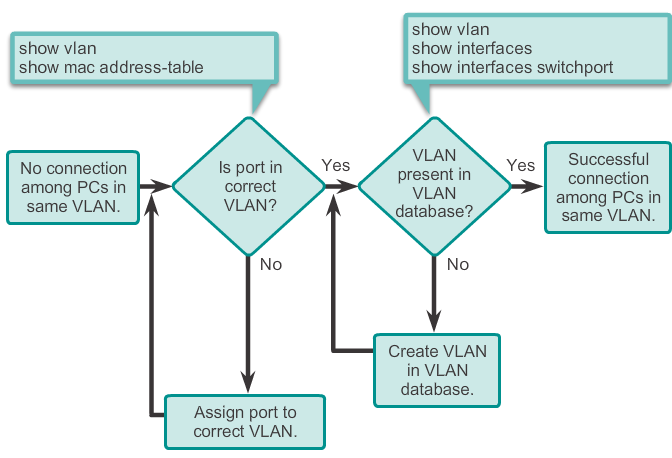 show vlan
show mac address-table
show vlan
show interfaces
show interfaces switchport
No connection
among PCs in
same VLAN.
Is port in
correct
VLAN?
Yes
VLAN
present in
VLAN
database?
Yes
Successful
connection
among PCs in
same VLAN.
No
No
Create VLAN
in VLAN
database.
Assign port to
correct VLAN.